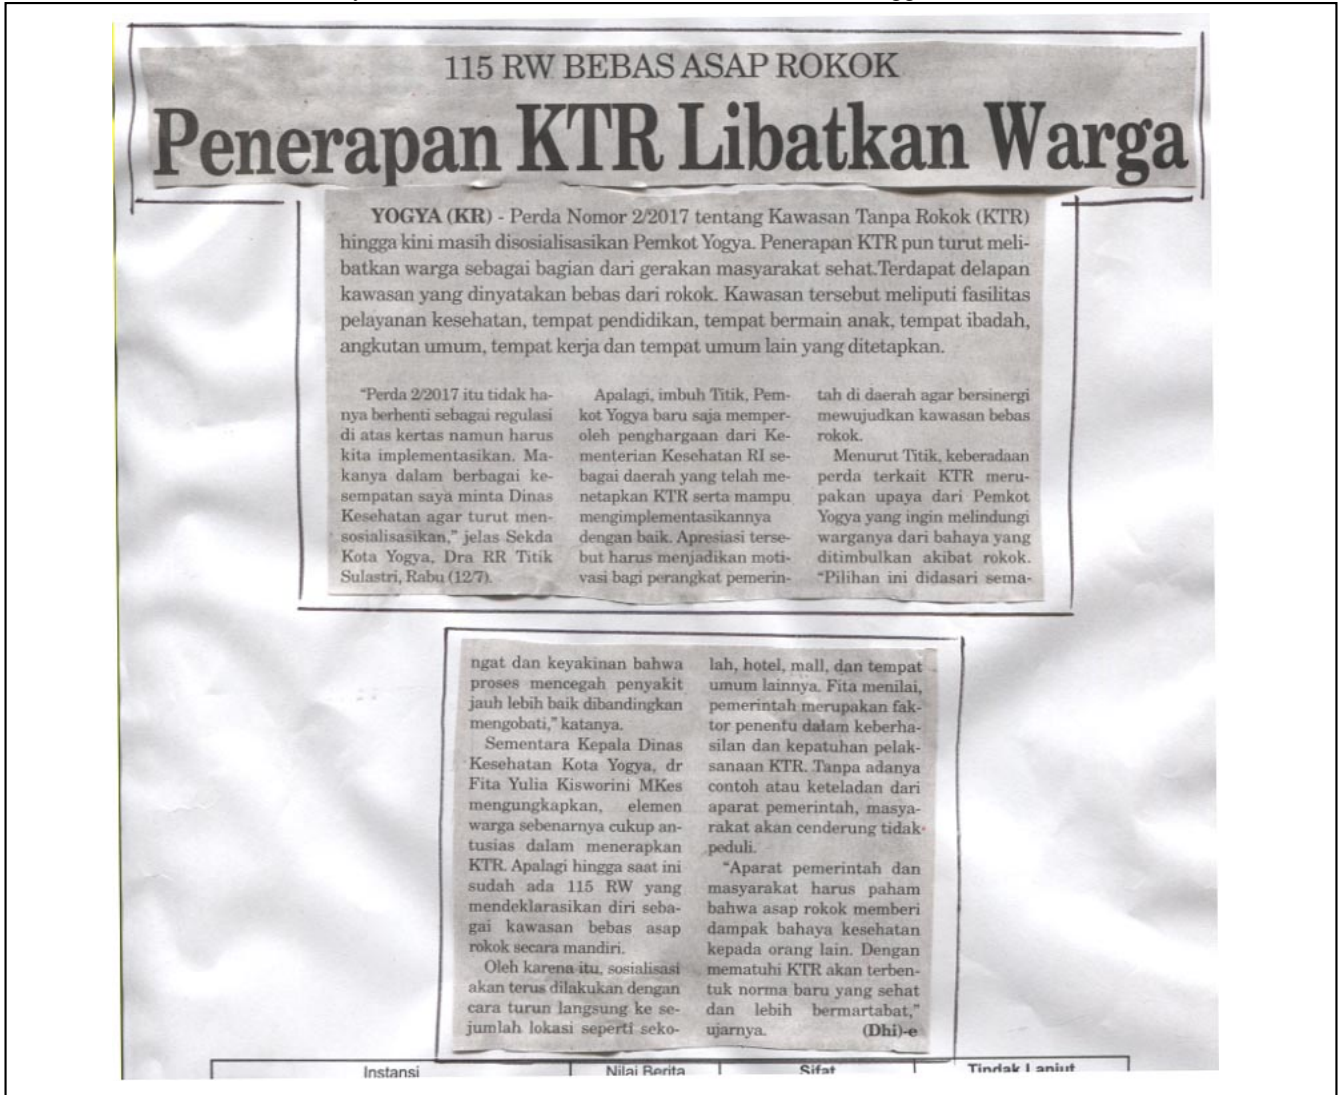 115 RW BEBAS ASAP ROKOK
Penerapan KTR Libatkan Warga
YOGYA (KR) - Perda Nomor 2/2017 tentang Kawasan Tanpa Rokok (KTR)
hingga kini masih disosialisasikan Pemkot Yogya. Penerapan KTR pun turut meli-
batkan warga sebagai bagian dari gerakan masyarakat sehat.Terdapat delapan
kawasan yang dinyatakan bebas dari rokok. Kawasan tersebut meliputi fasilitas
pelayanan kesehatan, tempat pendidikan, tempat bermain anak, tempat ibadah,
angkutan umum, tempat kerja dan tempat umum lain yang ditetapkan.
"Perda 2/2017 itu tidak ha-
nya berhenti sebagai regulasi
di atas kertas namun harus
kita implementasikan. Ma-
kanya dalam berbagai ke-
sempatan saya minta Dinas
Kesehatan agar turut men-
sosialisasikan," jelas Sekda
Kota Yogya, Dra RR Titik
Sulastri, Rabu (12/7).
Apalagi, imbuh Titik, Pem-
kot Yogya baru saja memper-
oleh penghargaan dari Ke-
menterian Kesehatan RI se-
bagai daerah yang telah me-
netapkan KTR serta mampu
mengimplementasikannya
dengan baik. Apresiasi terse-
but harus menjadikan moti-
vasi bagi perangkat pemerin-
tah di daerah agar bersinergi
mewujudkan kawasan bebas
rokok.
Menurut Titik, keberadaan
perda terkait KTR meru-
pakan upaya dari Pemkot
Yogya yang ingin melindungi
warganya dari bahaya yang
ditimbulkan akibat rokok.
"Pilihan ini didasari sema-
ngat dan keyakinan bahwa
proses mencegah penyakit
jauh lebih baik dibandingkan
mengobati," katanya.
Sementara Kepala Dinas
Kesehatan Kota Yogya, dr
Fita Yulia Kisworini MKes
mengungkapkan, elemen
warga sebenarnya cukup an-
tusias dalam menerapkan
KTR. Apalagi hingga saat ini
sudah ada 115 RW yang
mendeklarasikan diri seba-
gai kawasan bebas asap
rokok secara mandiri.
Oleh karena itu, sosialisasi
akan terus dilakukan dengan
cara turun langsung ke se-
jumlah lokasi seperti seko-
lah, hotel, mall, dan tempat
umum lainnya. Fita menilai,
pemerintah merupakan fak-
tor penentu dalam keberha-
silan dan kepatuhan pelak-
sanaan KTR. Tanpa adanya
contoh atau keteladan dari
aparat pemerintah, masya-
rakat akan cenderung tidak
peduli.
"Aparat pemerintah dan
masyarakat harus paham
bahwa asap rokok memberi
dampak bahaya kesehatan
kepada orang lain. Dengan
mematuhi KTR akan terben-
tuk norma baru yang sehat
dan lebih bermartabat,"
ujarnya. (Dhi)-e
Instansi Nilai Berita Sifat Tindak Lanjut